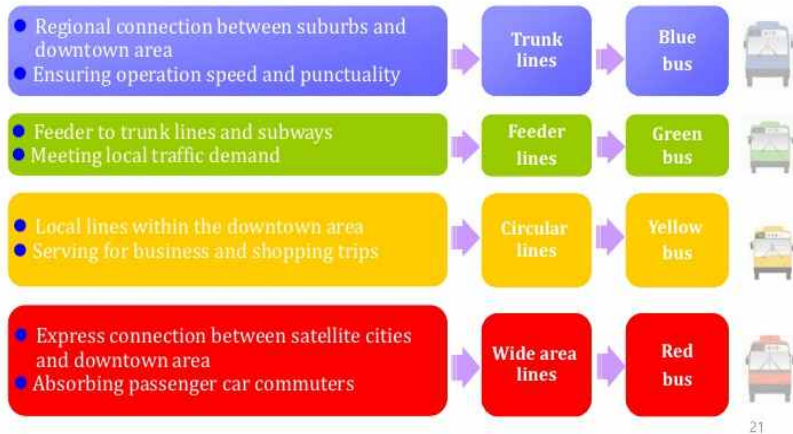 Regional connection between suburbs and
downtown area
Ensuring operation speed and punctuality
Trunk
lines
Blue
bus
Feeder to trunk lines and subways
Meeting local traffic demand
Feeder
lines
Green
bus
Local lines within the downtown area
Serving for business and shopping trips
Circular
lines
Yellow
bus
Express connection between satellite cities
and downtown area
Absorbing passenger car commuters
Wide area
lines
Red
bus
21